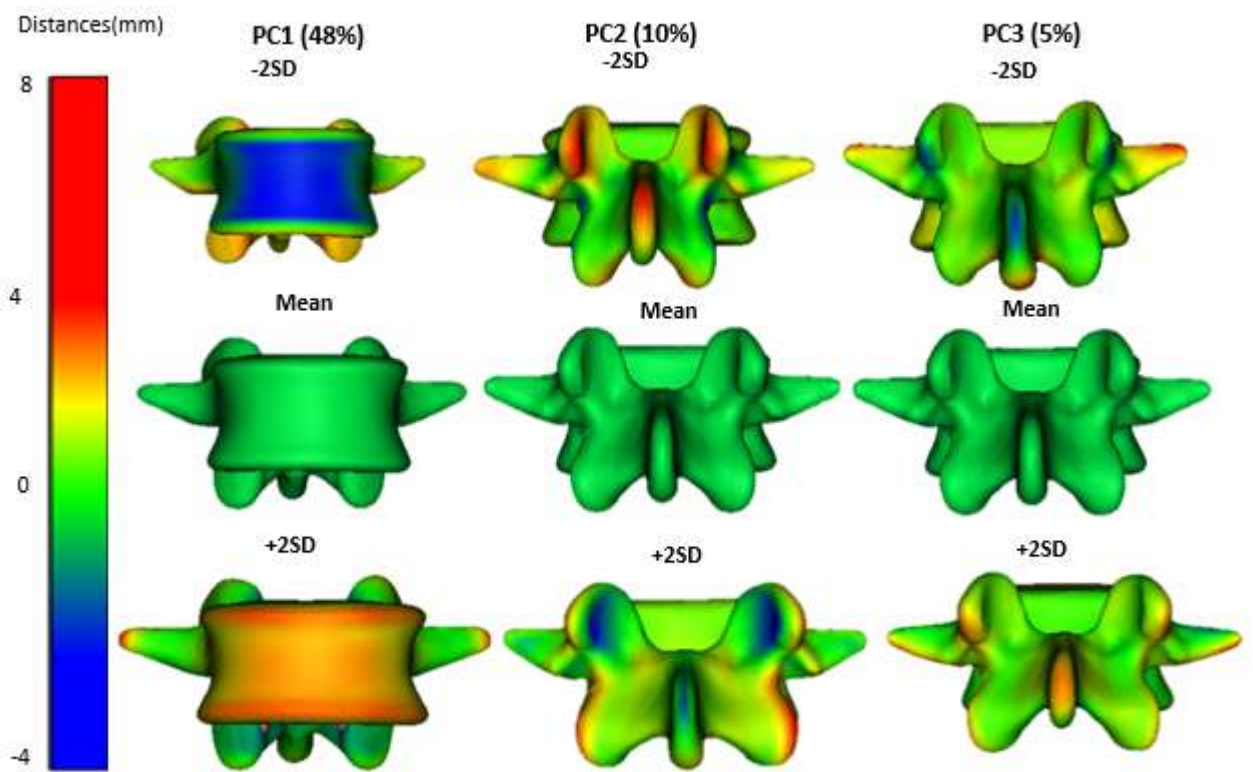 Distances(mm)
PC1 (48%)
PC2 (10%)
PC3 (5%)
-2SD
-2SD
-2SD
8
4
0
-4
Mean
Mean
Mean
+2SD
+2SD
+2SD